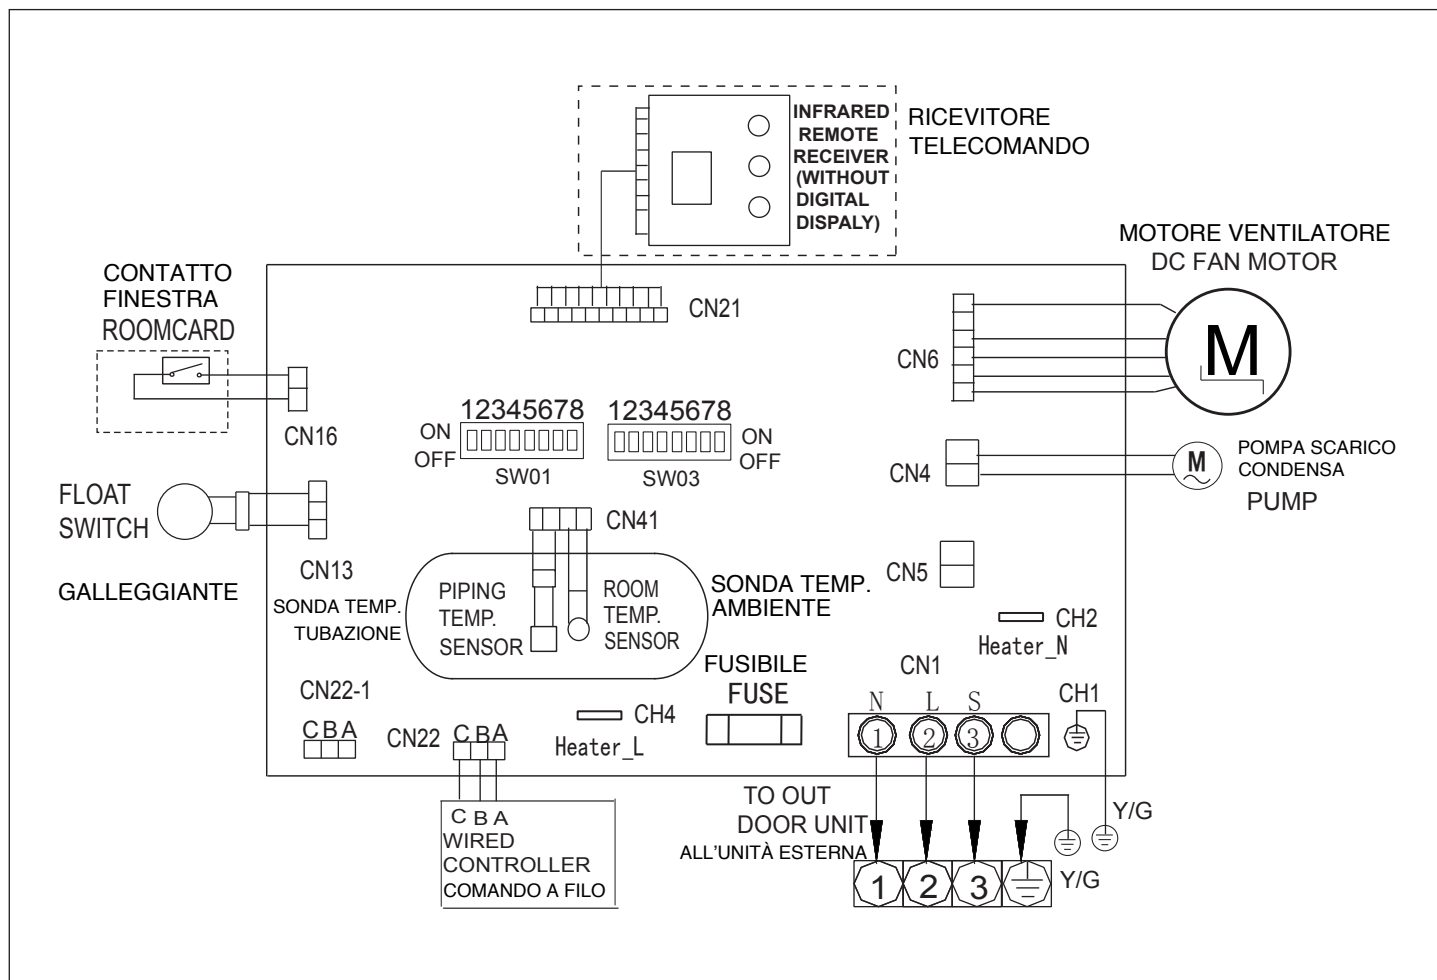 INFRARED
REMOTE
RECEIVER
(WITHOUT
DIGITAL
DISPALY)
RICEVITORE
TELECOMANDO
MOTORE VENTILATORE
DC FAN MOTOR
M
CONTATTO
FINESTRA
ROOMCARD
CN21
CN6
CN16
12345678
ON
OFF
SW01
12345678
ON
OFF
SW03
CN4
M
POMPA SCARICO
CONDENSA
PUMP
FLOAT
SWITCH
CN13
GALLEGGIANTE
CN41
CN5
SONDA TEMP.
TUBAZIONE
PIPING
TEMP.
SENSOR
ROOM
TEMP.
SENSOR
SONDA TEMP.
AMBIENTE
CH2
Heater_N
FUSIBILE
FUSE
CN1
N L S
1 2 3
CH1
CN22-1
CBA
CN22
CBA
CH4
Heater_L
C B A
WIRED
CONTROLLER
COMANDO A FILO
TO OUT
DOOR UNIT
ALL'UNITÀ ESTERNA
Y/G
1 2 3
Y/G